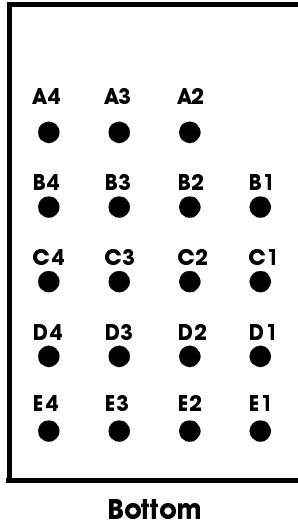 A4 A3 A2
B4 B3 B2 B1
C4 C3 C2 C1
D4 D3 D2 D1
E4 E3 E2 E1
Bottom